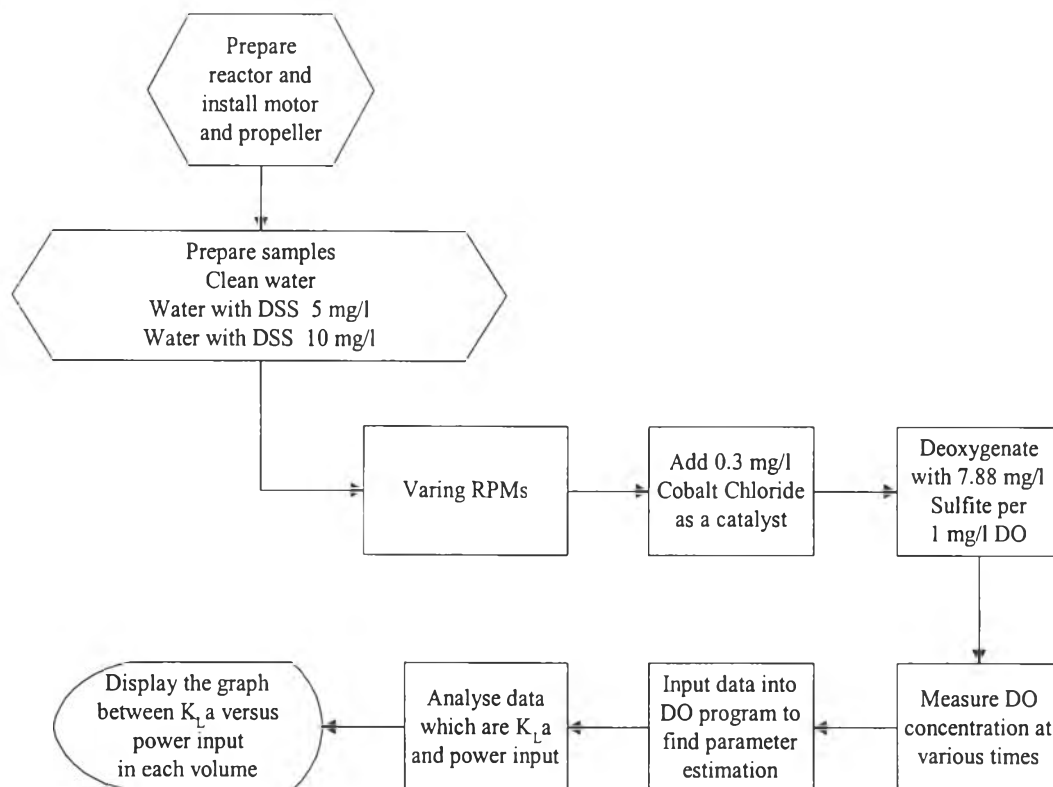 Prepare
reactor and
install motor
and propeller
Prepare samples
Clean water
Water with DSS 5 mg/l
Water with DSS 10 mg/l
Varing RPMs
Add 0.3 mg/l
Cobalt Chloride
as a catalyst
Deoxygenate
with 7.88 mg/l
Sulfite per
1 mg/l DO
Measure DO
concentration at
various times
Input data into
DO program to
find parameter
estimation
Analyse data
which are K_L a
and power input
Display the graph
between K_L a versus
power input
in each volume